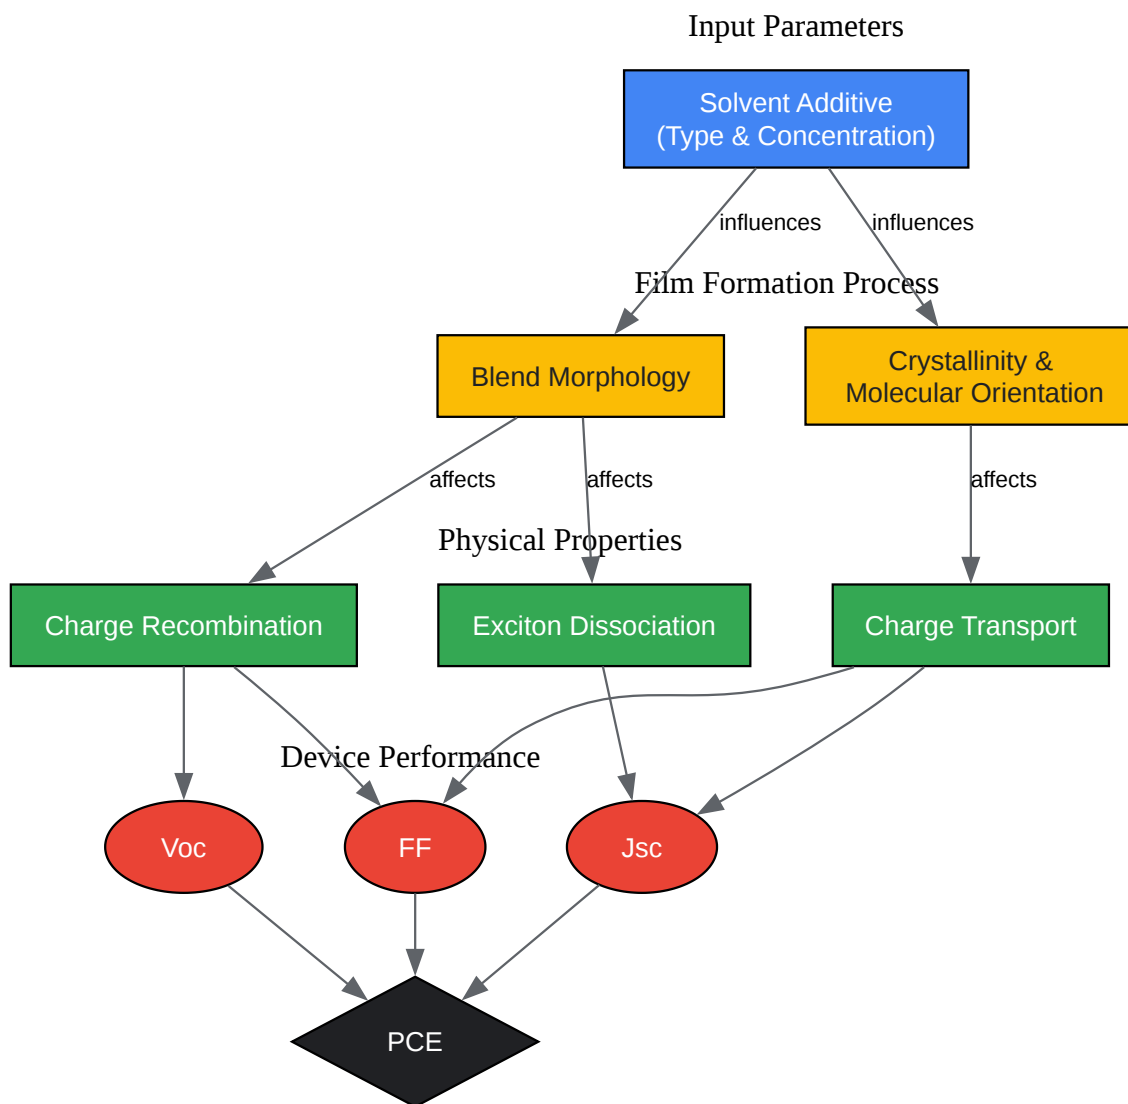 Input Parameters
Solvent Additive
(Type & Concentration)
influences
influences
Film Formation Process
Blend Morphology
Crystallinity &
Molecular Orientation
affects
affects
affects
Physical Properties
Charge Recombination
Exciton Dissociation
Charge Transport
Device Performance
Voc
FF
Jsc
PCE